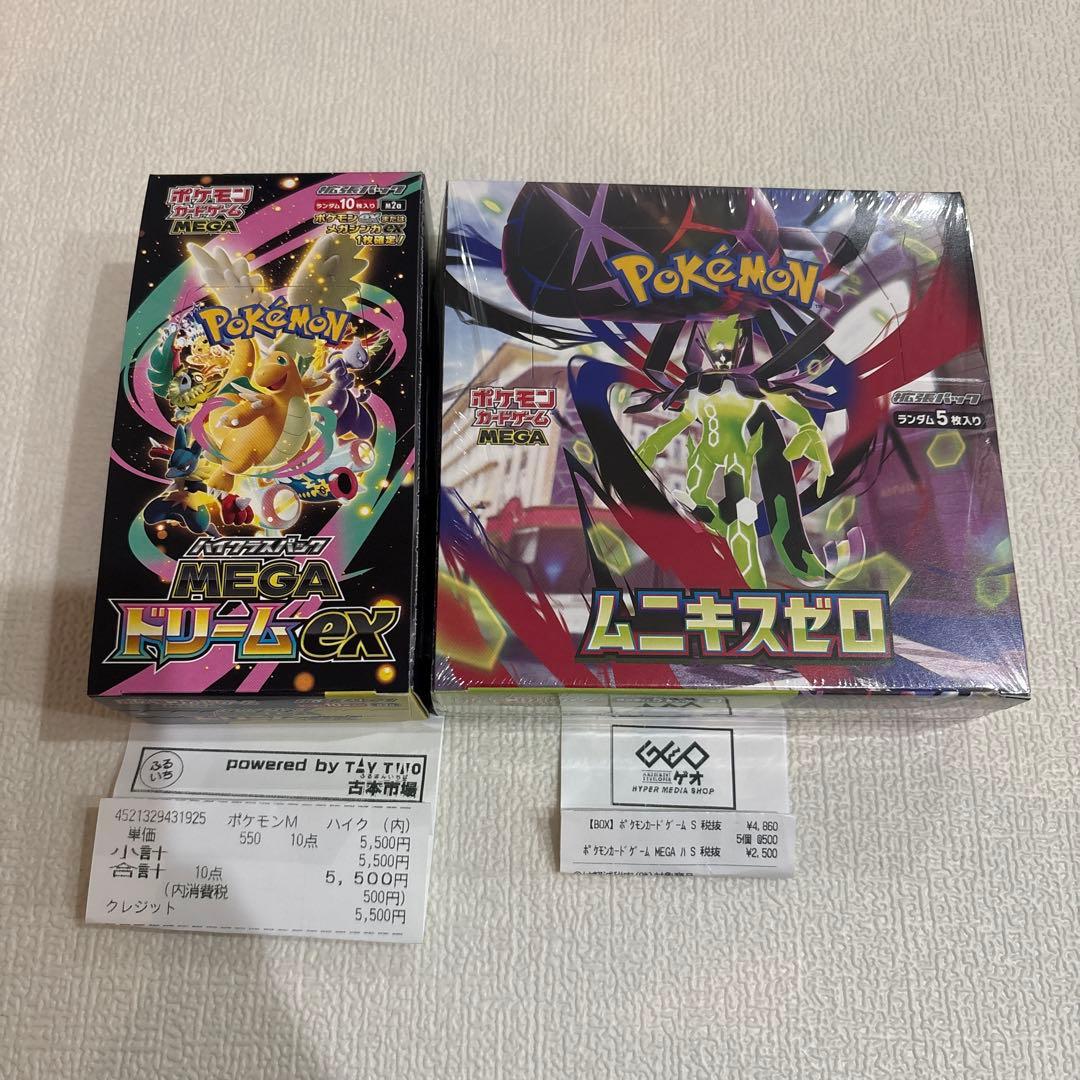 ポケモン
カードゲーム
MEGA
拡張パック
ランダム10枚入り M2a
ポケモンexまたは
メガシンカex
1枚確定!
POKéMON
ハイクラスパック
MEGA
ドリームex
POKéMON
ポケモン
カードゲーム
MEGA
拡張パック
ランダム5枚入り
ムニキスゼロ
ふるいち
powered by TAY TWO
ふるほんいちば
古本市場
4521329431925 ポケモンM ハイク (内)
単価 550 10点 5,500円
小計 5,500円
合計 10点 5,500円
(内消費税 500円)
クレジット 5,500円
GEO
ゲオ
HYPER MEDIA SHOP
【BOX】ポケモンカードゲーム S 税抜 ¥4,860
5個 @500
ポケモンカードゲーム MEGA ハ S 税抜 ¥2,500